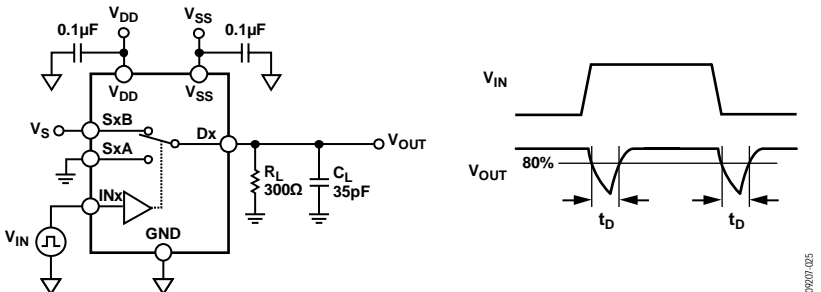 VDD
VSS
0.1µF
0.1µF
VDD
VSS
VS
SxB
Dx
VOUT
SxA
RL
300Ω
CL
35pF
INx
VIN
GND
VIN
VOUT
80%
tD
tD
09207-025